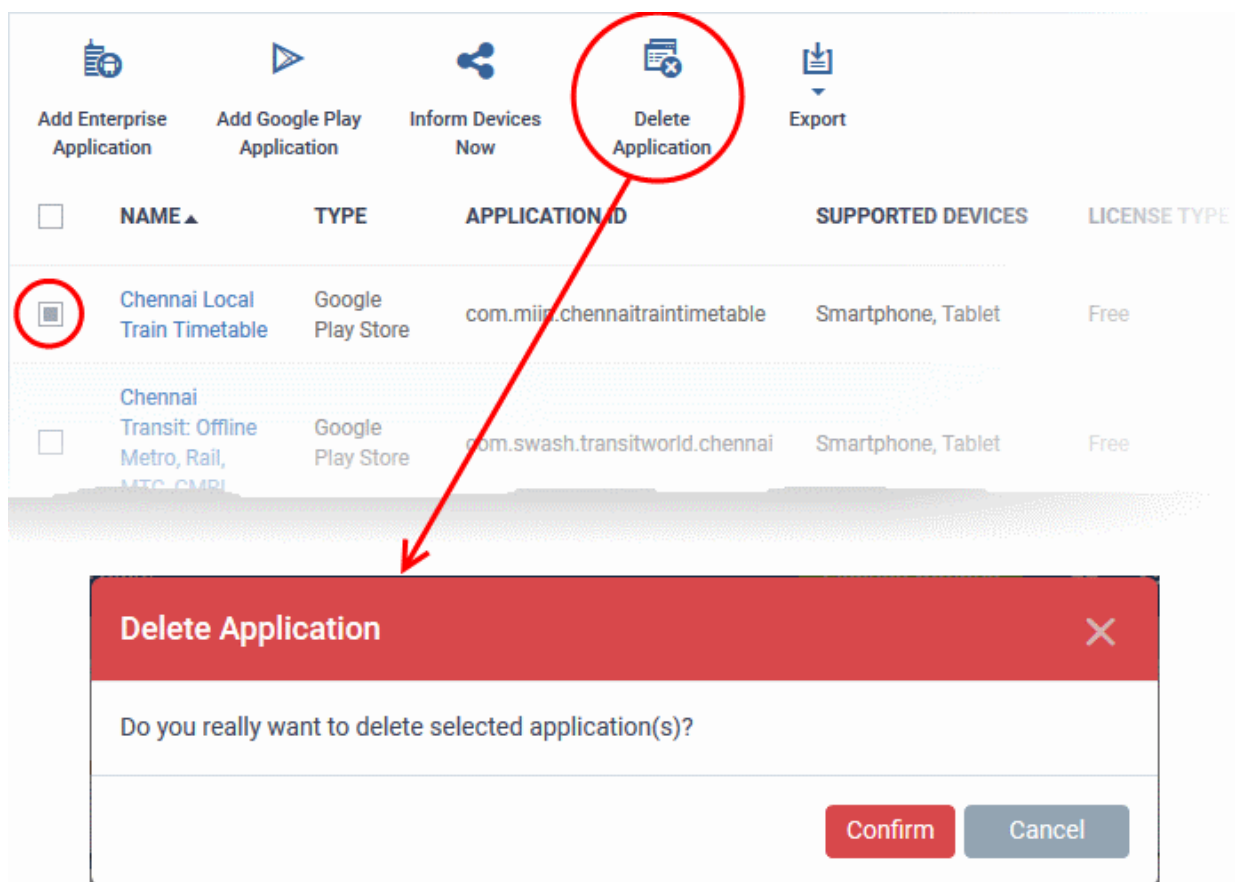 Add Enterprise Application
Add Google Play Application
Inform Devices Now
Delete Application
Export
NAME TYPE APPLICATION ID SUPPORTED DEVICES LICENSE TYPE
Chennai Local Train Timetable
Google Play Store
com.miin.chennaitraintimetable
Smartphone, Tablet
Free
Chennai
Transit: Offline
Metro, Rail,
MTC, CMRL
Google Play Store
com.swash.transitworld.chennai
Smartphone, Tablet
Free
Delete Application
Do you really want to delete selected application(s)?
Confirm
Cancel